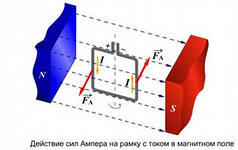 + -
I I
F⃗A
F⃗A
N
S
Действие сил Ампера на рамку с током в магнитном поле